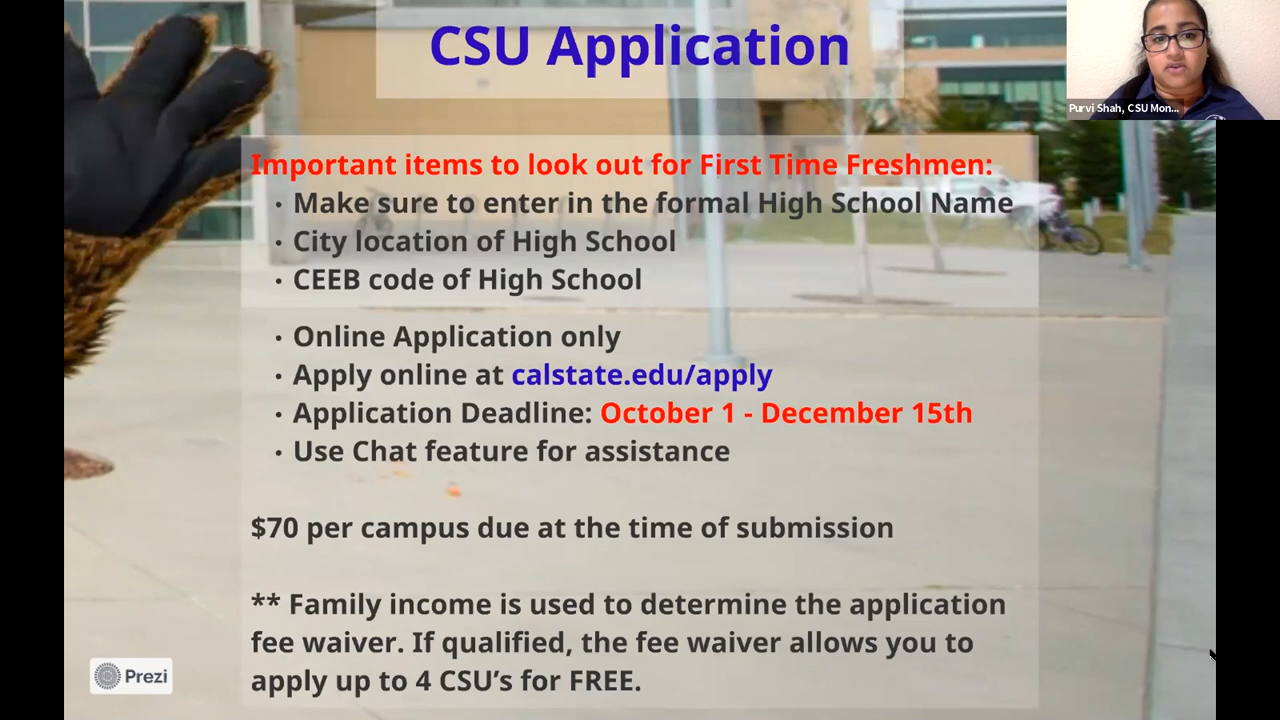 CSU Application
Purvi Shah, CSU Mon...
Important items to look out for First Time Freshmen:
• Make sure to enter in the formal High School Name
• City location of High School
• CEEB code of High School
• Online Application only
• Apply online at calstate.edu/apply
• Application Deadline: October 1 - December 15th
• Use Chat feature for assistance
$70 per campus due at the time of submission
** Family income is used to determine the application
fee waiver. If qualified, the fee waiver allows you to
apply up to 4 CSU’s for FREE.
Prezi